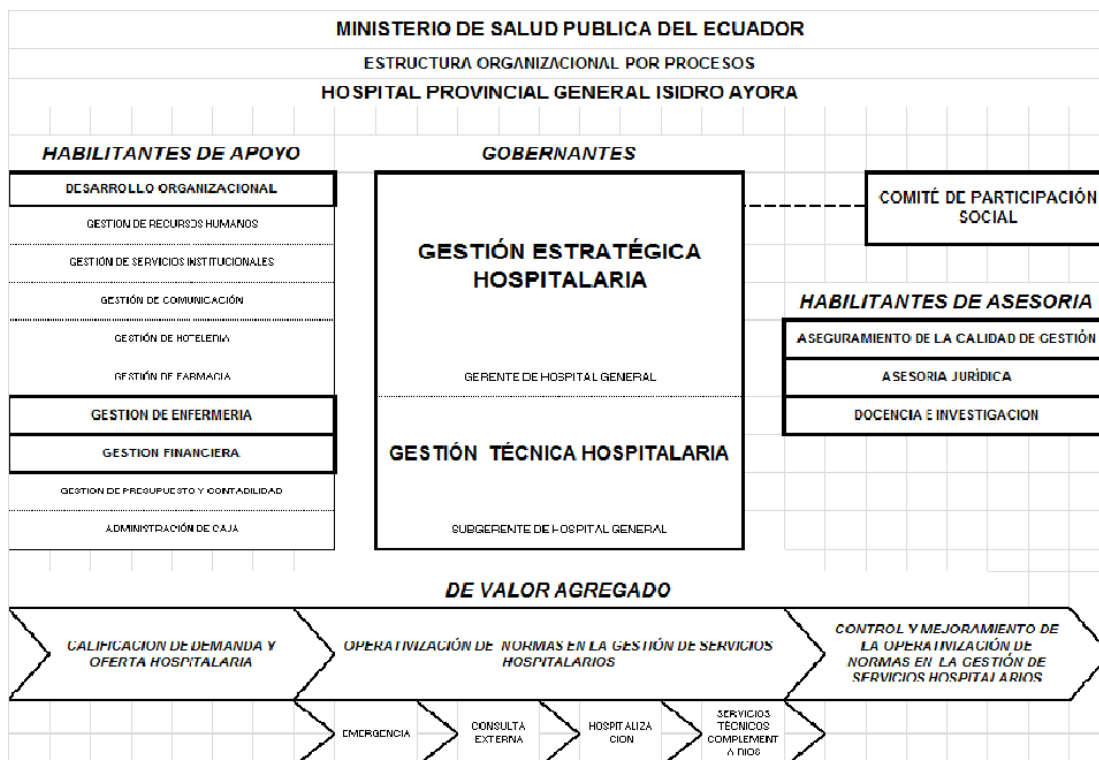 MINISTERIO DE SALUD PUBLICA DEL ECUADOR
ESTRUCTURA ORGANIZACIONAL POR PROCESOS
HOSPITAL PROVINCIAL GENERAL ISIDRO AYORA
HABILITANTES DE APOYO
DESARROLLO ORGANIZACIONAL
GESTION DE RECURSOS HUMANOS
GESTIÓN DE SERVICIOS INSTITUCIONALES
GESTIÓN DE COMUNICACIÓN
GESTIÓN DE HOTELERIA
GESTIÓN DE FARMACIA
GESTION DE ENFERMERIA
GESTION FINANCIERA
GESTION DE PRESUPUESTO Y CONTABILIDAD
ADMINISTRACIÓN DE CAJA
GOBERNANTES
GESTIÓN ESTRATÉGICA
HOSPITALARIA
GERENTE DE HOSPITAL GENERAL
GESTIÓN TÉCNICA HOSPITALARIA
SUBGERENTE DE HOSPITAL GENERAL
COMITÉ DE PARTICIPACIÓN
SOCIAL
HABILITANTES DE ASESORIA
ASEGURAMIENTO DE LA CALIDAD DE GESTIÓN
ASESORIA JURÍDICA
DOCENCIA E INVESTIGACION
DE VALOR AGREGADO
CALIFICACION DE DEMANDA Y
OFERTA HOSPITALARIA
OPERATIVIZACIÓN DE NORMAS EN LA GESTIÓN DE SERVICIOS
HOSPITALARIOS
CONTROL Y MEJORAMIENTO DE
LA OPERATIVIZACIÓN DE
NORMAS EN LA GESTIÓN DE
SERVICIOS HOSPITALARIOS
EMERGENCIA
CONSULTA
EXTERNA
HOSPITALIZA
CION
SERVICIOS
TÉCNICOS
COMPLEMENT
A RIOS